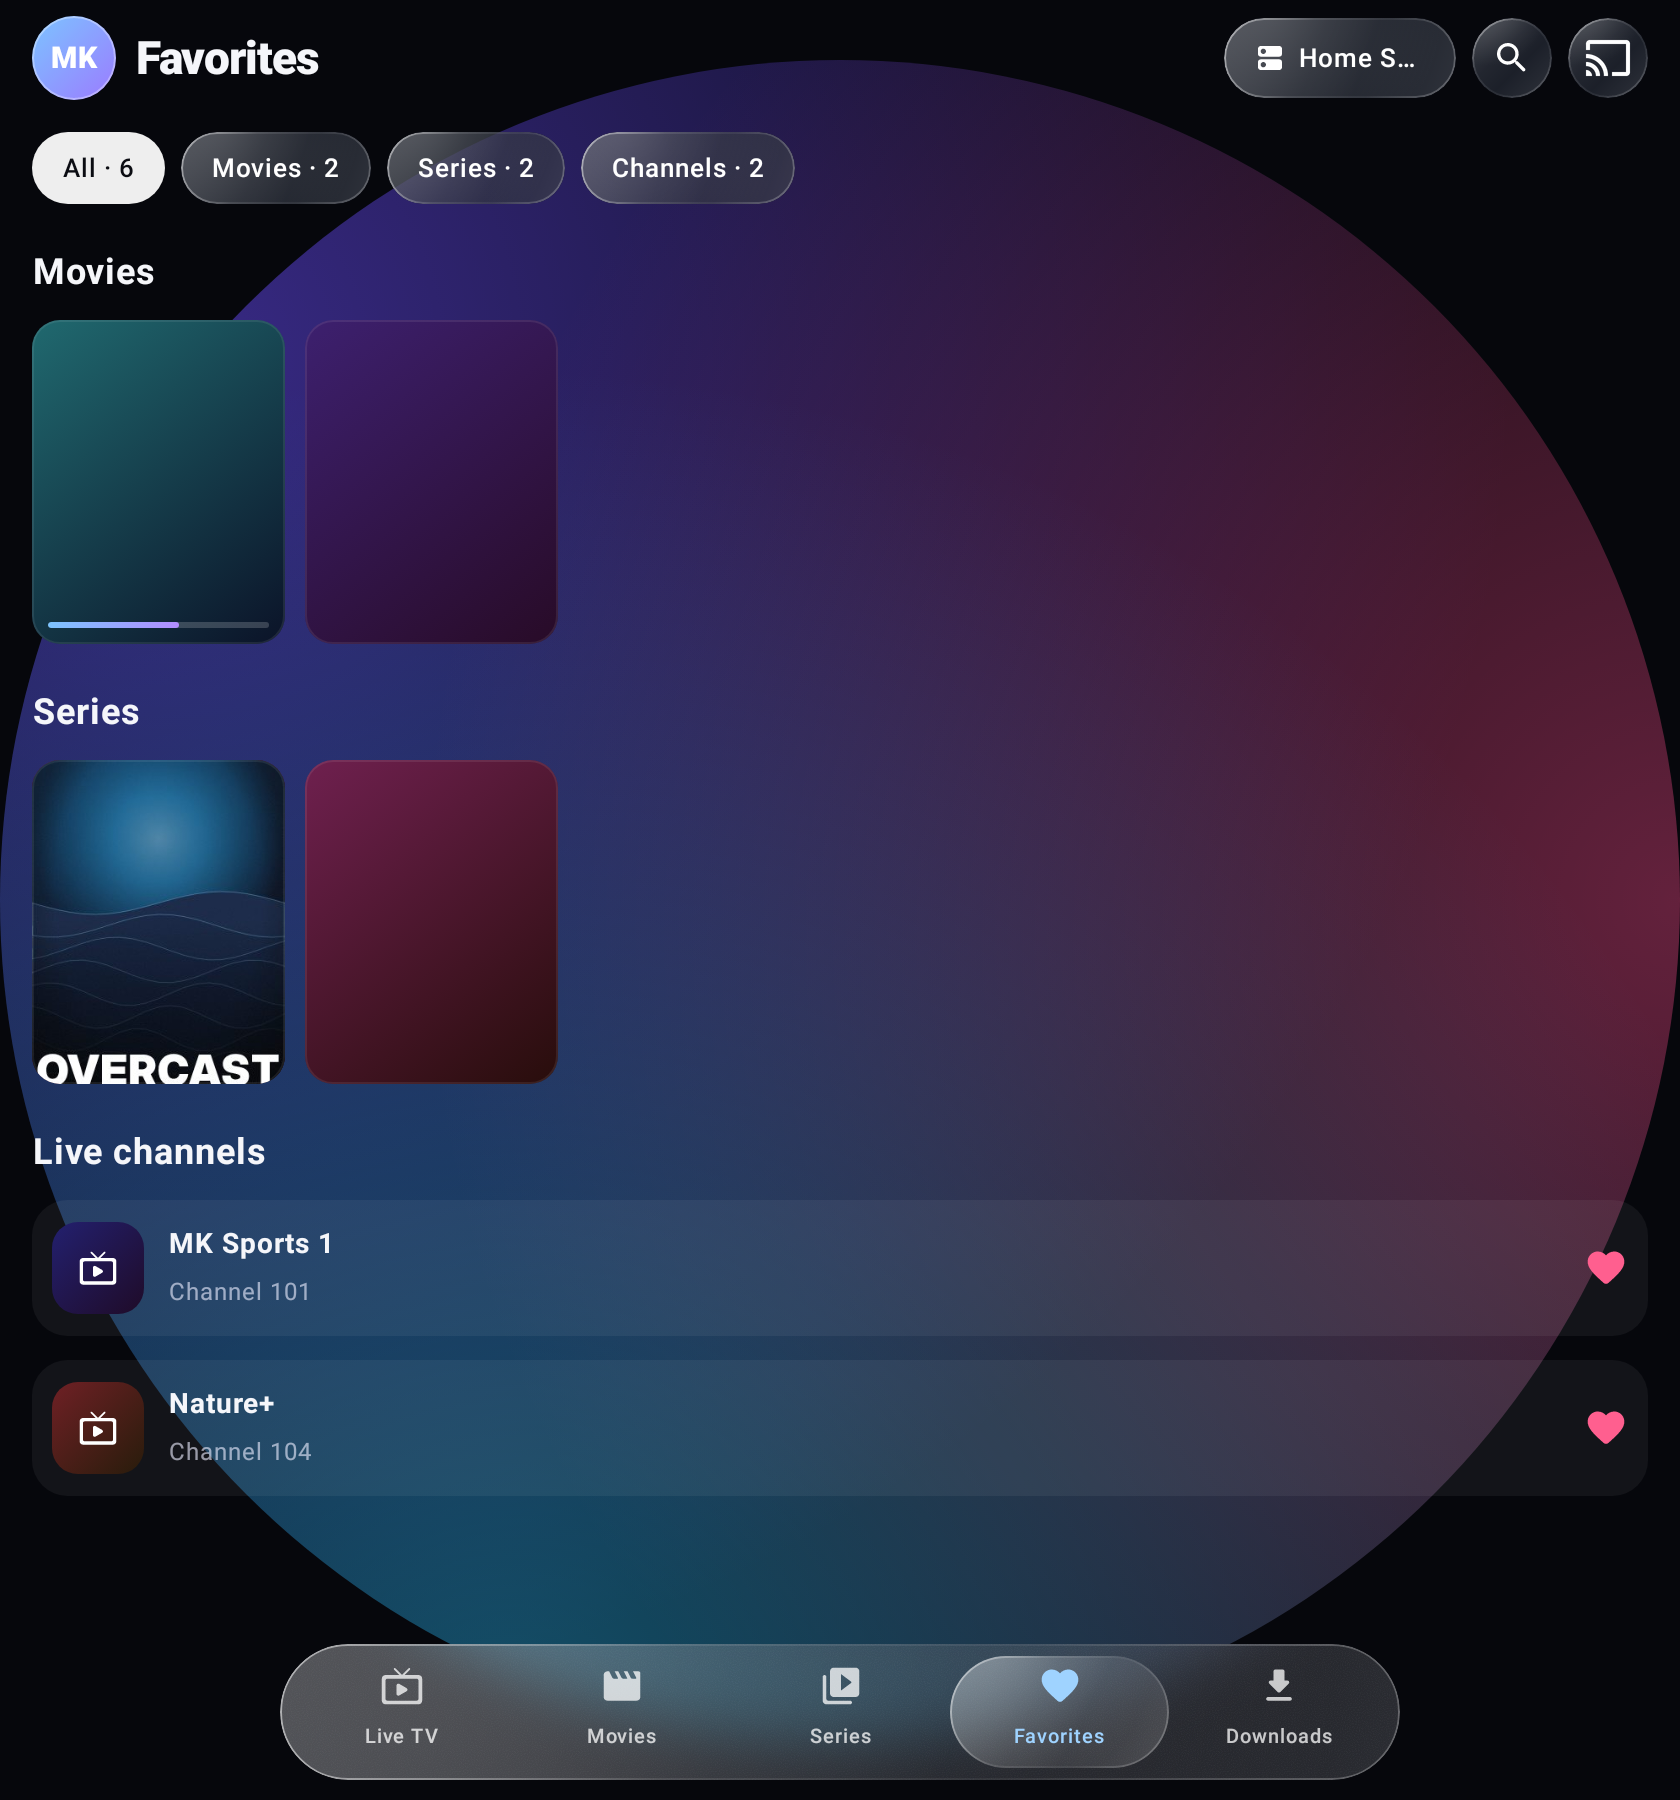 MK
Favorites
Home S...
All · 6
Movies · 2
Series · 2
Channels · 2
Movies
Series
OVERCAST
Live channels
MK Sports 1
Channel 101
Nature+
Channel 104
Live TV
Movies
Series
Favorites
Downloads